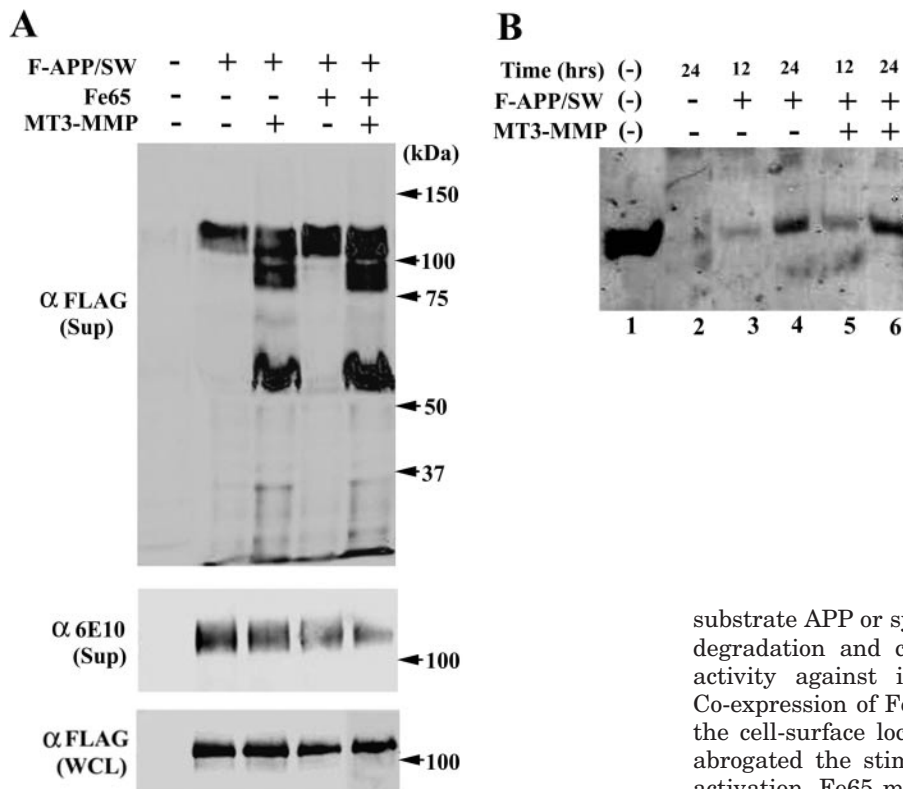 A
F-APP/SW - + + + +
Fe65 - - - + +
MT3-MMP - - + - +
(kDa)
150
100
75
50
37
α FLAG
(Sup)
α 6E10
(Sup)
100
α FLAG
(WCL)
100
B
Time (hrs) (-) 24 12 24 12 24
F-APP/SW (-) - + + + +
MT3-MMP (-) - - - + +
1 2 3 4 5 6
substrate APP or sy
degradation and c
activity against i
Co-expression of Fe
the cell-surface loc
abrogated the stim
activation. Fe65 m